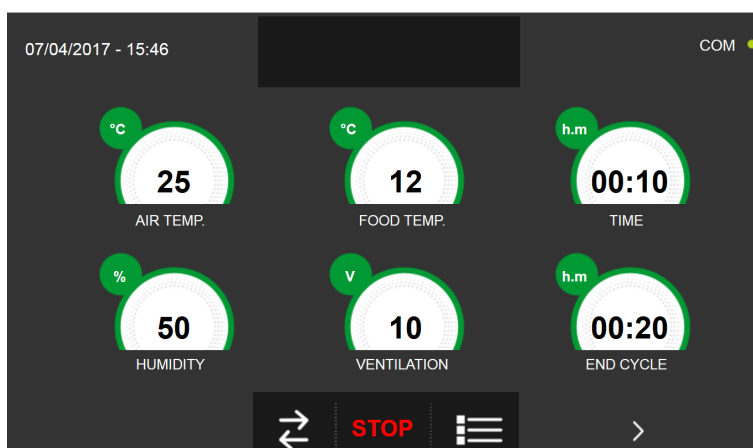 07/04/2017 - 15:46
COM
°C
°C
h.m
25
12
00:10
AIR TEMP.
FOOD TEMP.
TIME
%
V
h.m
50
10
00:20
HUMIDITY
VENTILATION
END CYCLE
STOP